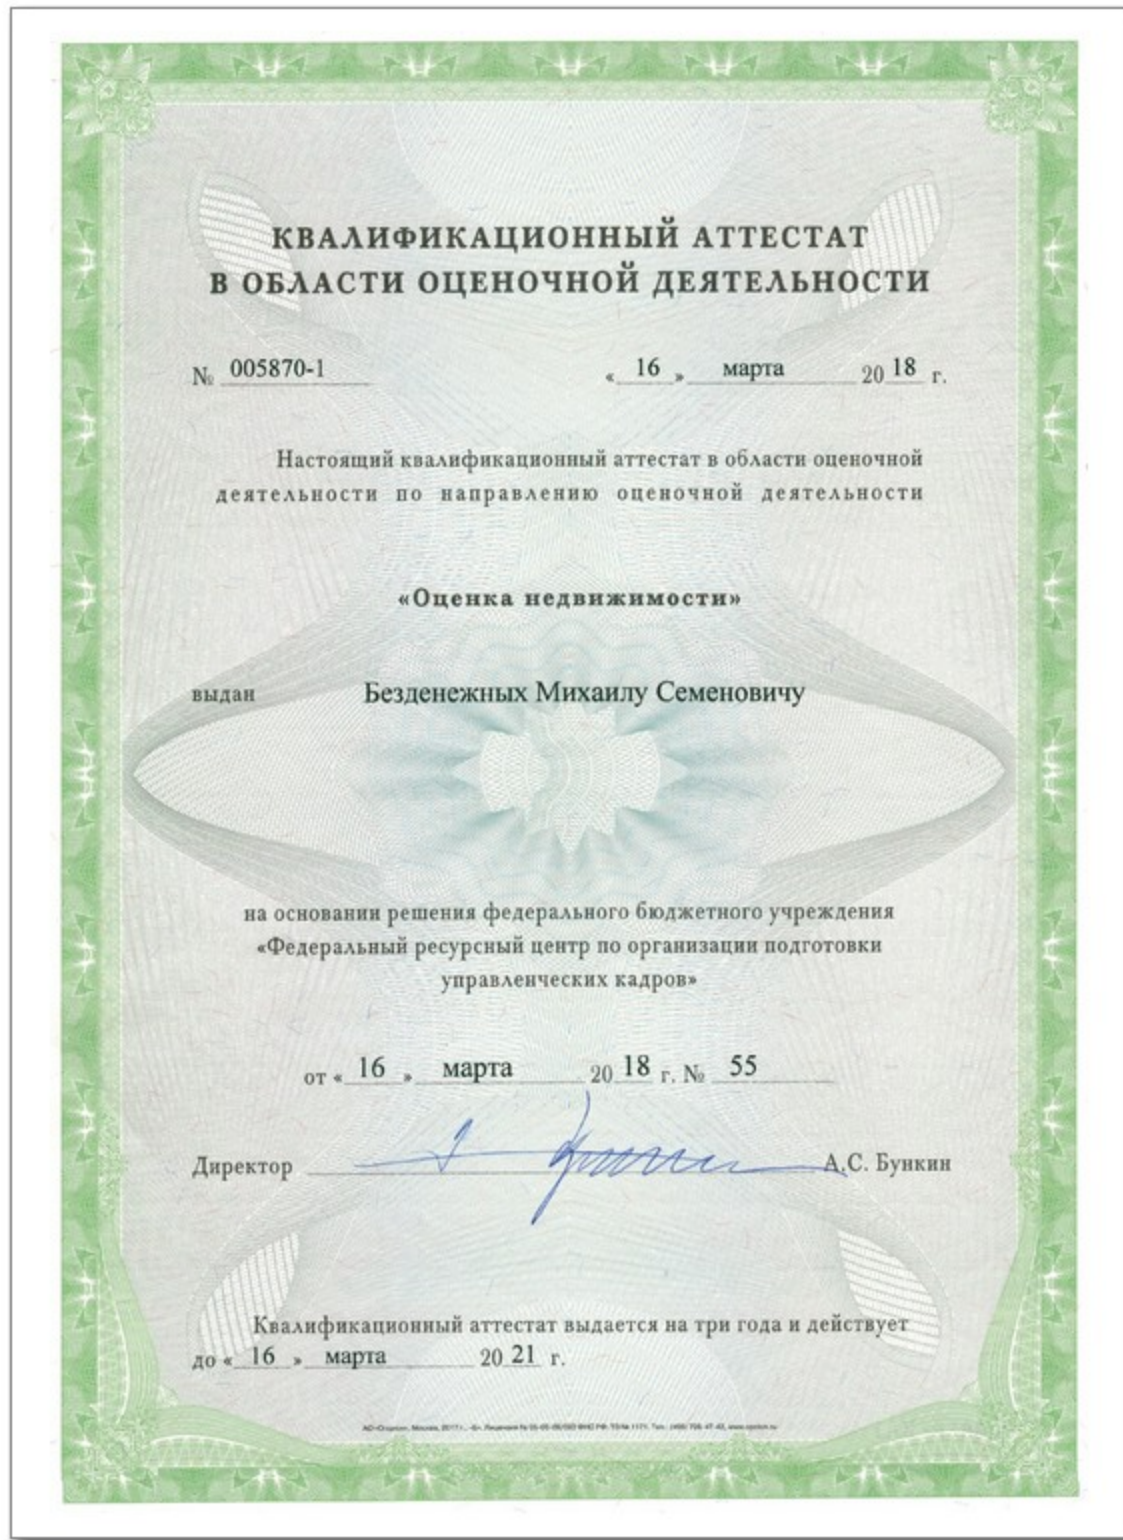 КВАЛИФИКАЦИОННЫЙ АТТЕСТАТ
В ОБЛАСТИ ОЦЕНОЧНОЙ ДЕЯТЕЛЬНОСТИ
№ 005870-1 « 16 » марта 20 18 г.
Настоящий квалификационный аттестат в области оценочной
деятельности по направлению оценочной деятельности
«Оценка недвижимости»
выдан Безденежных Михаилу Семеновичу
на основании решения федерального бюджетного учреждения
«Федеральный ресурсный центр по организации подготовки
управленческих кадров»
от « 16 » марта 20 18 г. № 55
Директор А.С. Бункин
Квалификационный аттестат выдается на три года и действует
до « 16 » марта 20 21 г.